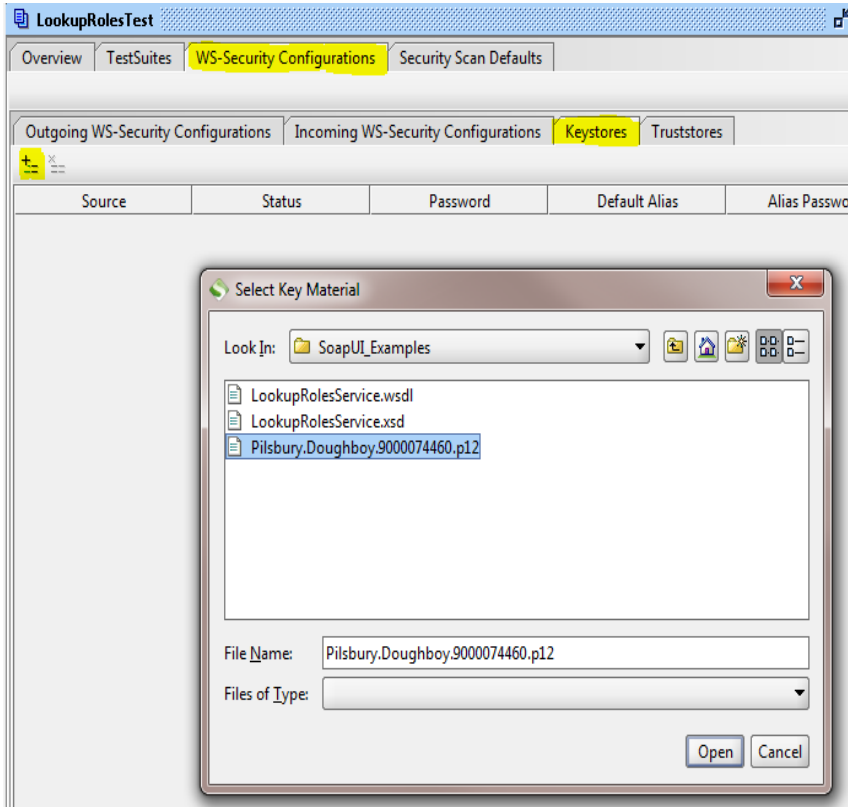 LookupRolesTest
Overview TestSuites WS-Security Configurations Security Scan Defaults
Outgoing WS-Security Configurations Incoming WS-Security Configurations Keystores Truststores
Source Status Password Default Alias Alias Passwo
Select Key Material
Look In: SoapUI_Examples
LookupRolesService.wsdl
LookupRolesService.xsd
Pilsbury.Doughboy.9000074460.p12
File Name: Pilsbury.Doughboy.9000074460.p12
Files of Type:
Open Cancel